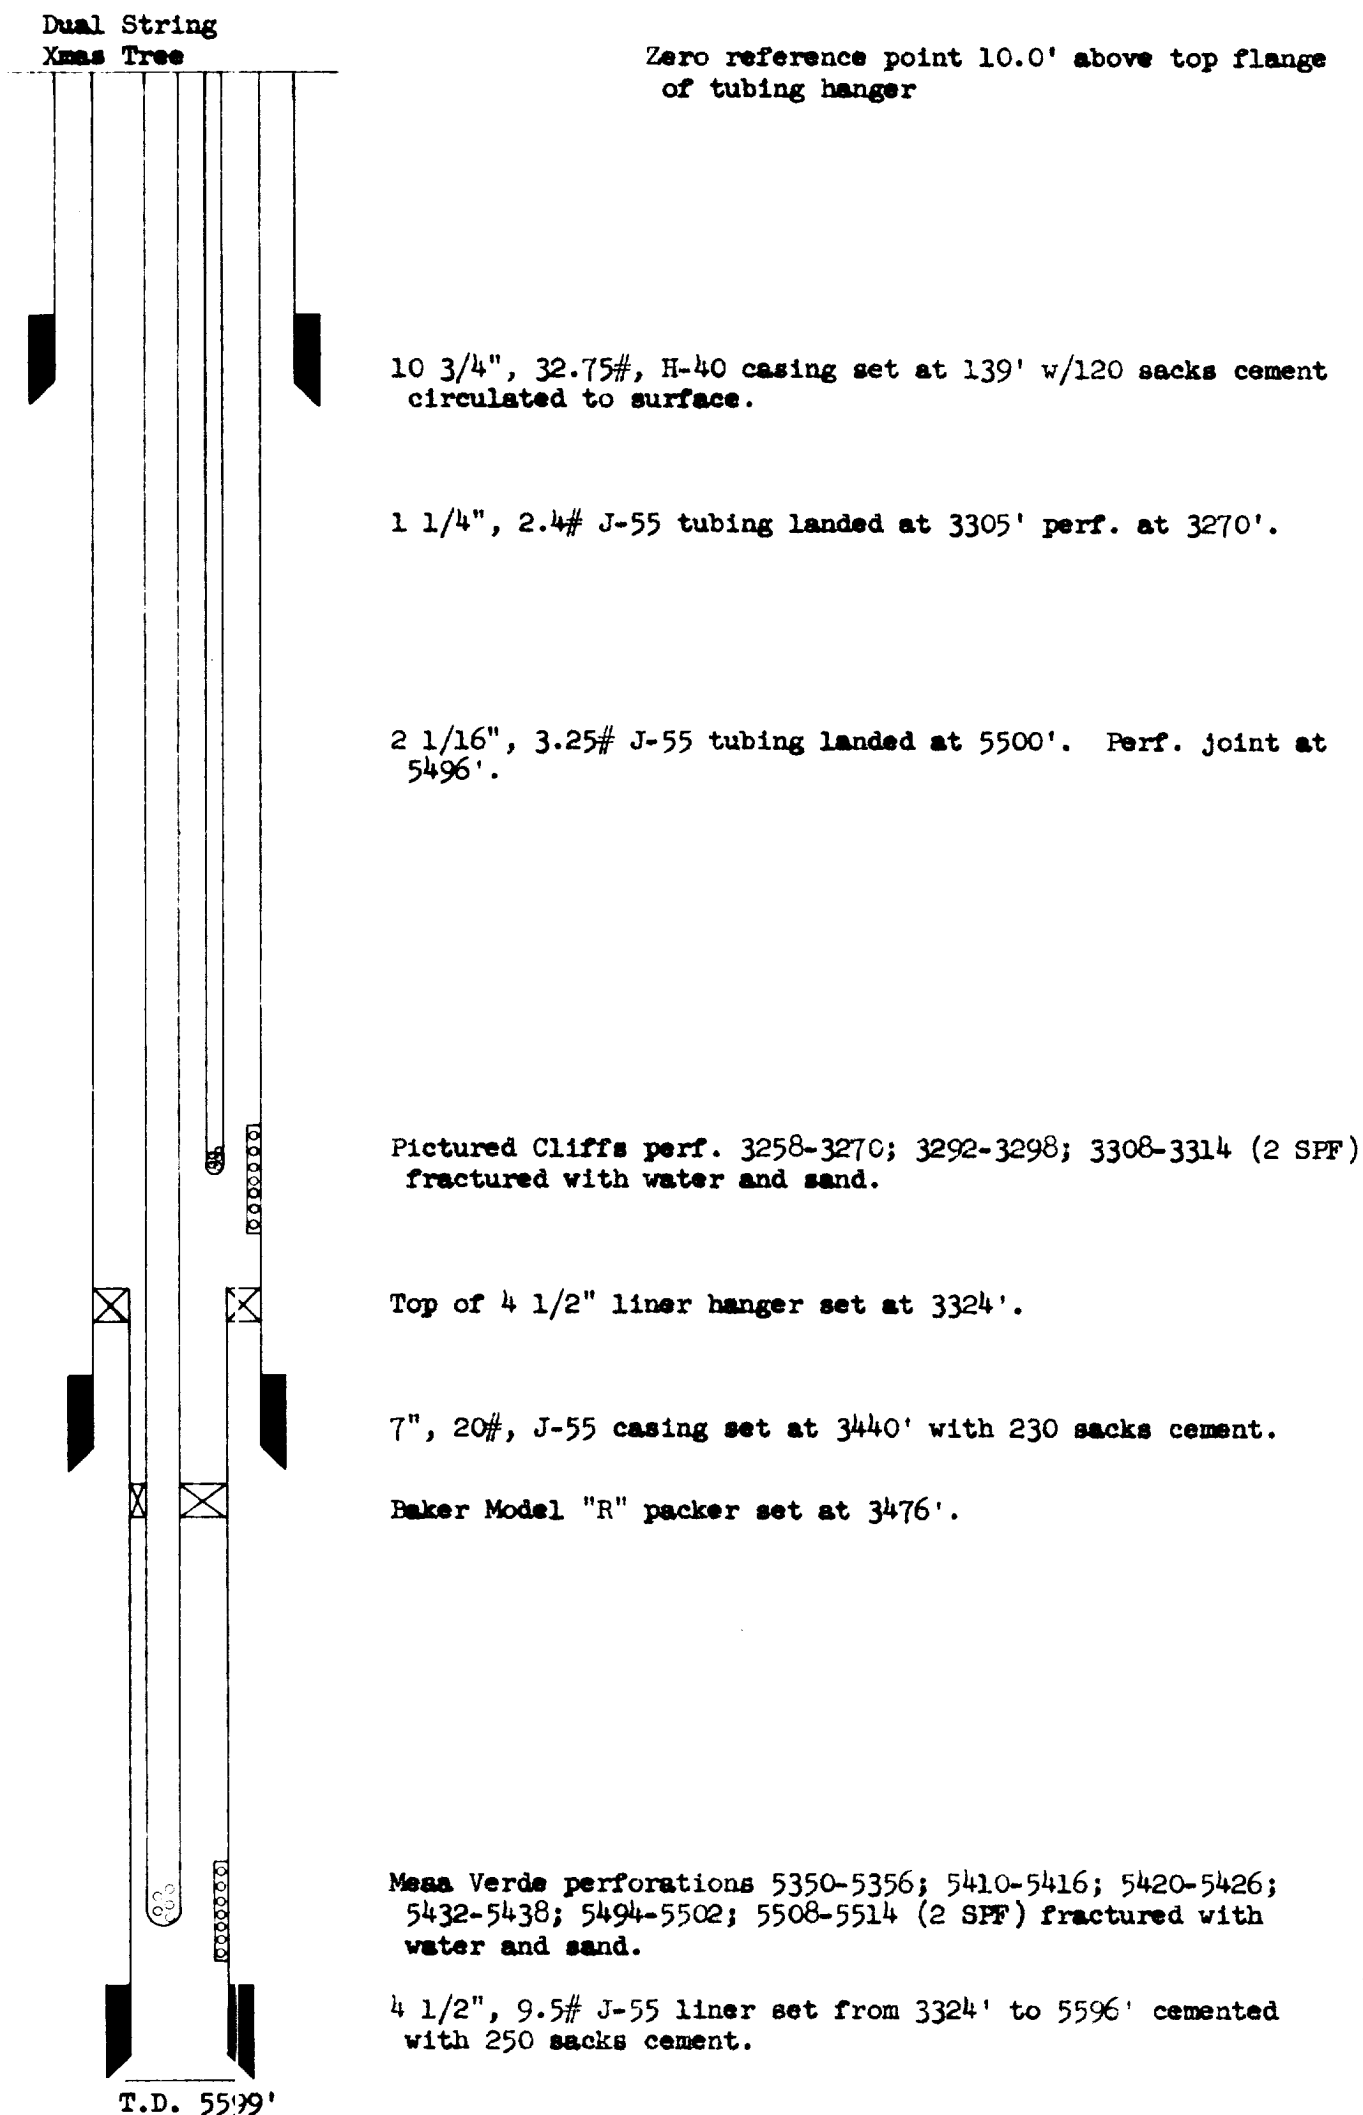 Dual String
Xmas Tree
Zero reference point 10.0' above top flange
of tubing hanger
10 3/4", 32.75#, H-40 casing set at 139' w/120 sacks cement
circulated to surface.
1 1/4", 2.4# J-55 tubing landed at 3305' perf. at 3270'.
2 1/16", 3.25# J-55 tubing landed at 5500'. Perf. joint at
5496'.
Pictured Cliffs perf. 3258-3270; 3292-3298; 3308-3314 (2 SPF)
fractured with water and sand.
Top of 4 1/2" liner hanger set at 3324'.
7", 20#, J-55 casing set at 3440' with 230 sacks cement.
Baker Model "R" packer set at 3476'.
Mesa Verde perforations 5350-5356; 5410-5416; 5420-5426;
5432-5438; 5494-5502; 5508-5514 (2 SPF) fractured with
water and sand.
4 1/2", 9.5# J-55 liner set from 3324' to 5596' cemented
with 250 sacks cement.
T.D. 5599'